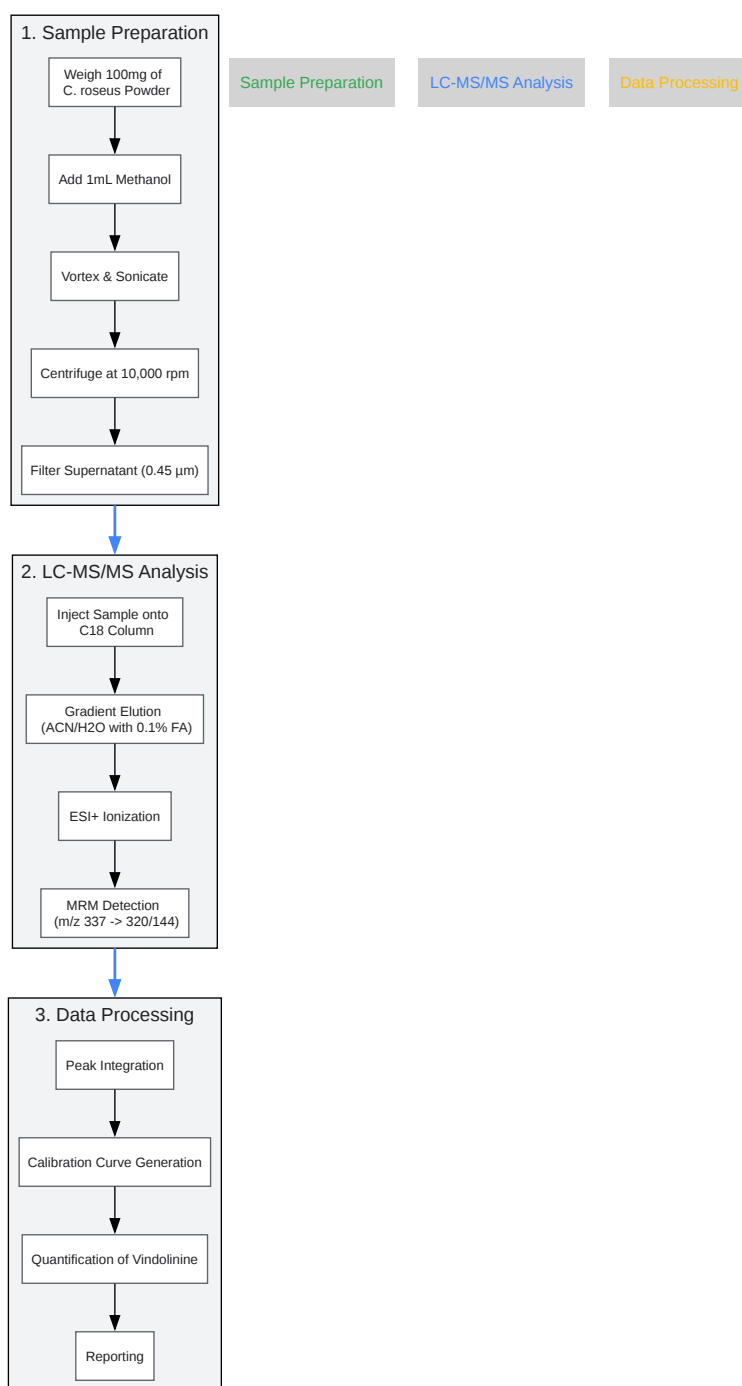 1. Sample Preparation
Weigh 100mg of
C. roseus Powder
Add 1mL Methanol
Vortex & Sonicate
Centrifuge at 10,000 rpm
Filter Supernatant (0.45 µm)
Sample Preparation
LC-MS/MS Analysis
Data Processing
2. LC-MS/MS Analysis
Inject Sample onto
C18 Column
Gradient Elution
(ACN/H2O with 0.1% FA)
ESI+ Ionization
MRM Detection
(m/z 337 -> 320/144)
3. Data Processing
Peak Integration
Calibration Curve Generation
Quantification of Vindolinine
Reporting